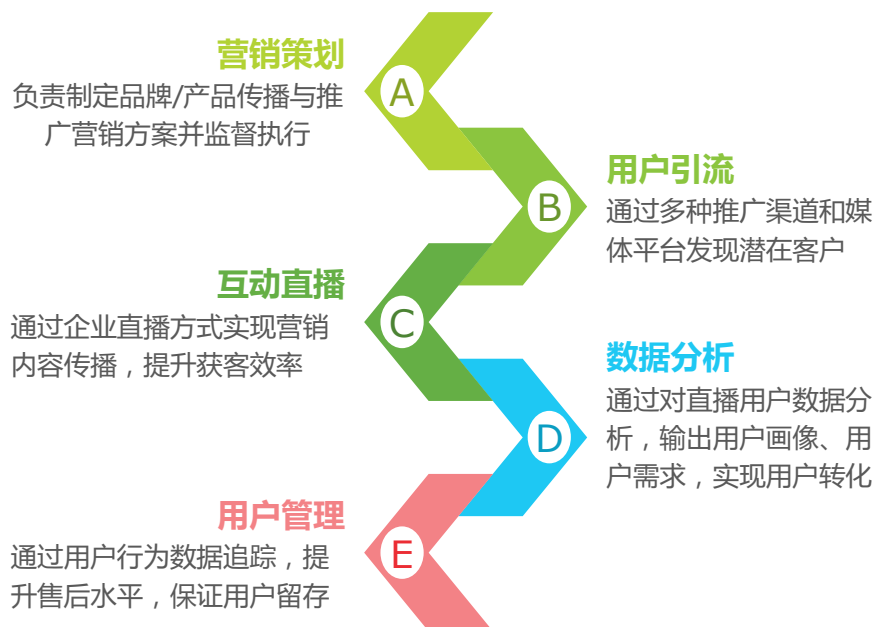 营销策划
负责制定品牌/产品传播与推
广营销方案并监督执行
A
用户引流
通过多种推广渠道和媒
体平台发现潜在客户
B
互动直播
通过企业直播方式实现营销
内容传播，提升获客效率
C
数据分析
通过对直播用户数据分
析，输出用户画像、用
户需求，实现用户转化
D
用户管理
通过用户行为数据追踪，提
升售后水平，保证用户留存
E